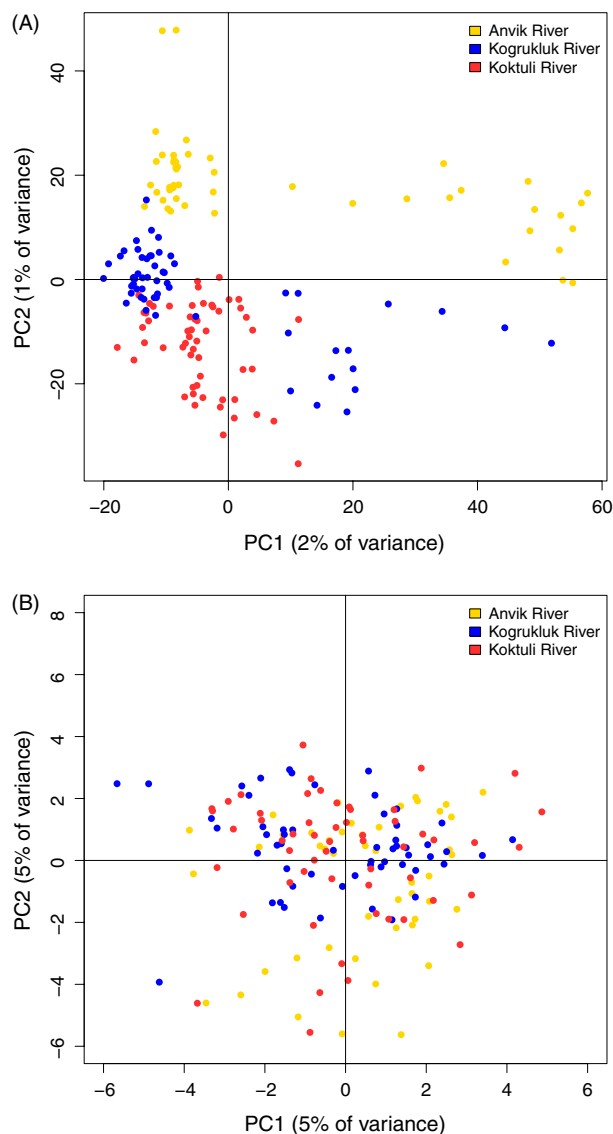 (A)
Anvik River
Kogrukluk River
Koktuli River
40
20
0
−20
PC2 (1% of variance)
−20 0 20 40 60
PC1 (2% of variance)
(B)
Anvik River
Kogrukluk River
Koktuli River
8
6
4
2
0
−2
−4
−6
PC2 (5% of variance)
−6 −4 −2 0 2 4 6
PC1 (5% of variance)